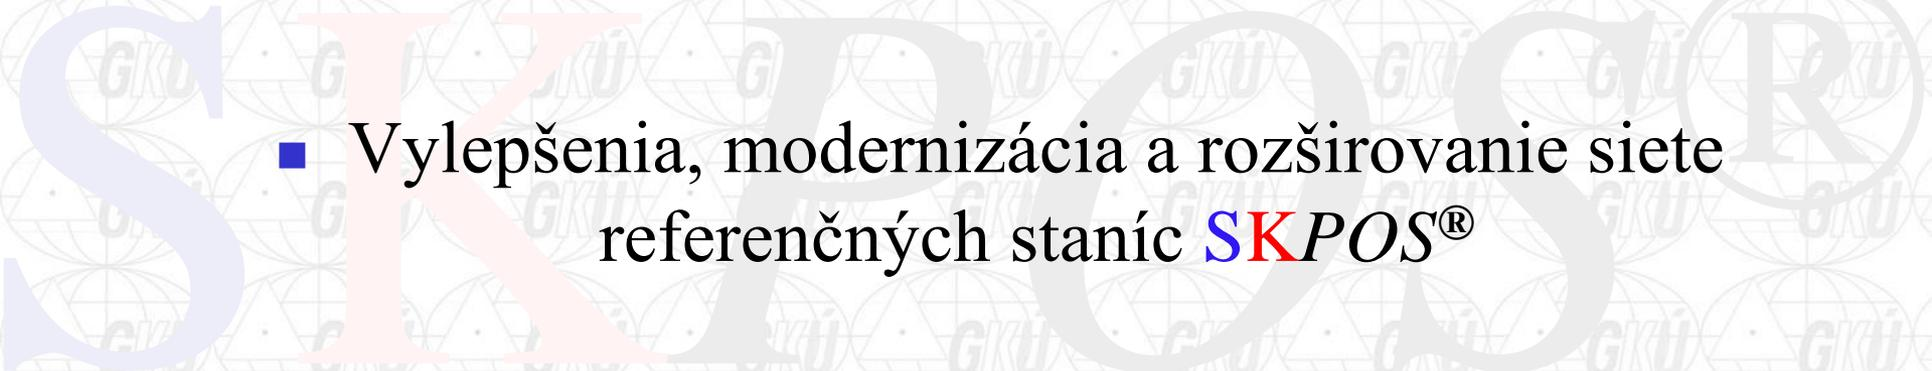 ▪ Vylepšenia, modernizácia a rozširovanie siete
referenčných staníc SKPOS®